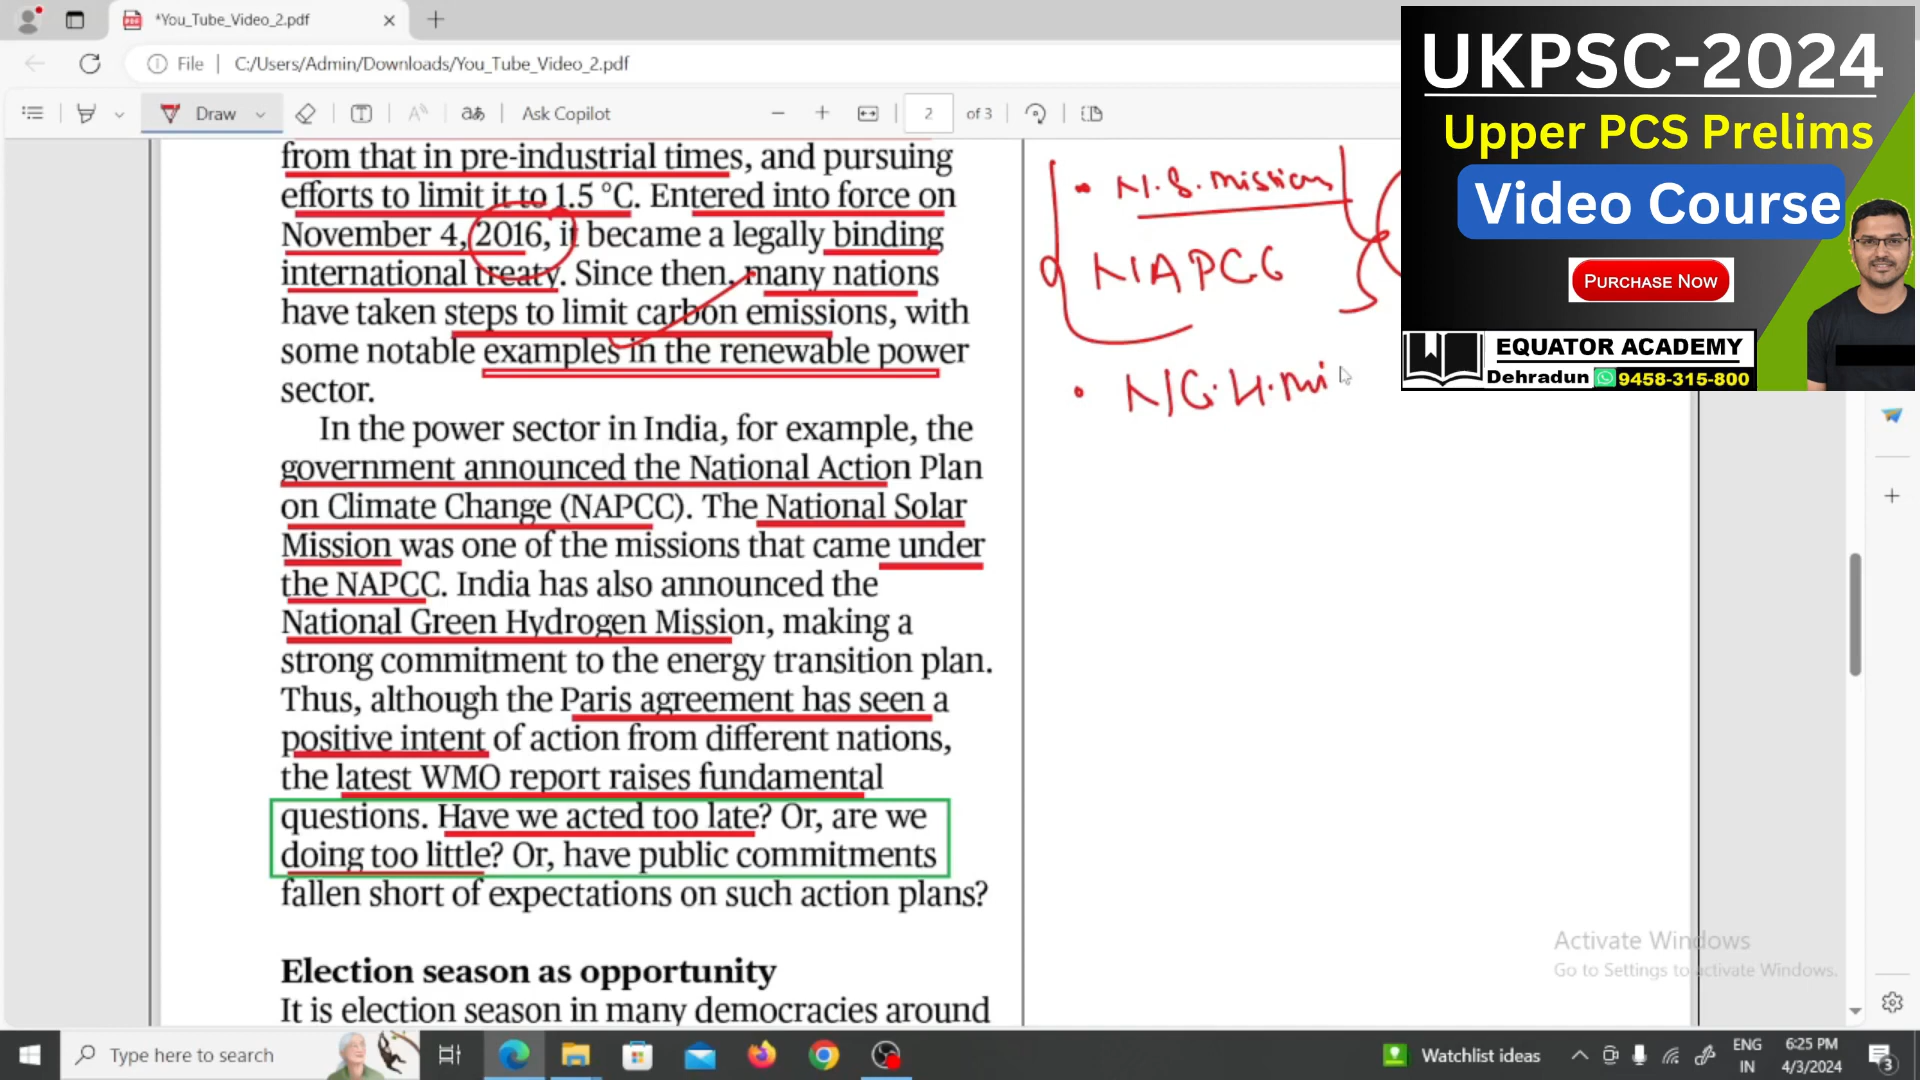 *You_Tube_Video_2.pdf
File | C:/Users/Admin/Downloads/You_Tube_Video_2.pdf
Draw
Ask Copilot
2 of 3
from that in pre-industrial times, and pursuing
efforts to limit it to 1.5 °C. Entered into force on
November 4, 2016, it became a legally binding
international treaty. Since then, many nations
have taken steps to limit carbon emissions, with
some notable examples in the renewable power
sector.
In the power sector in India, for example, the
government announced the National Action Plan
on Climate Change (NAPCC). The National Solar
Mission was one of the missions that came under
the NAPCC. India has also announced the
National Green Hydrogen Mission, making a
strong commitment to the energy transition plan.
Thus, although the Paris agreement has seen a
positive intent of action from different nations,
the latest WMO report raises fundamental
questions. Have we acted too late? Or, are we
doing too little? Or, have public commitments
fallen short of expectations on such action plans?
Election season as opportunity
It is election season in many democracies around
• N.S. mission
NAPCC
• NG.H.mi
UKPSC-2024
Upper PCS Prelims
Video Course
PURCHASE NOW
EQUATOR ACADEMY
Dehradun 9458-315-800
Activate Windows
Go to Settings to activate Windows.
Type here to search
Watchlist ideas
ENG
IN
6:25 PM
4/3/2024
3